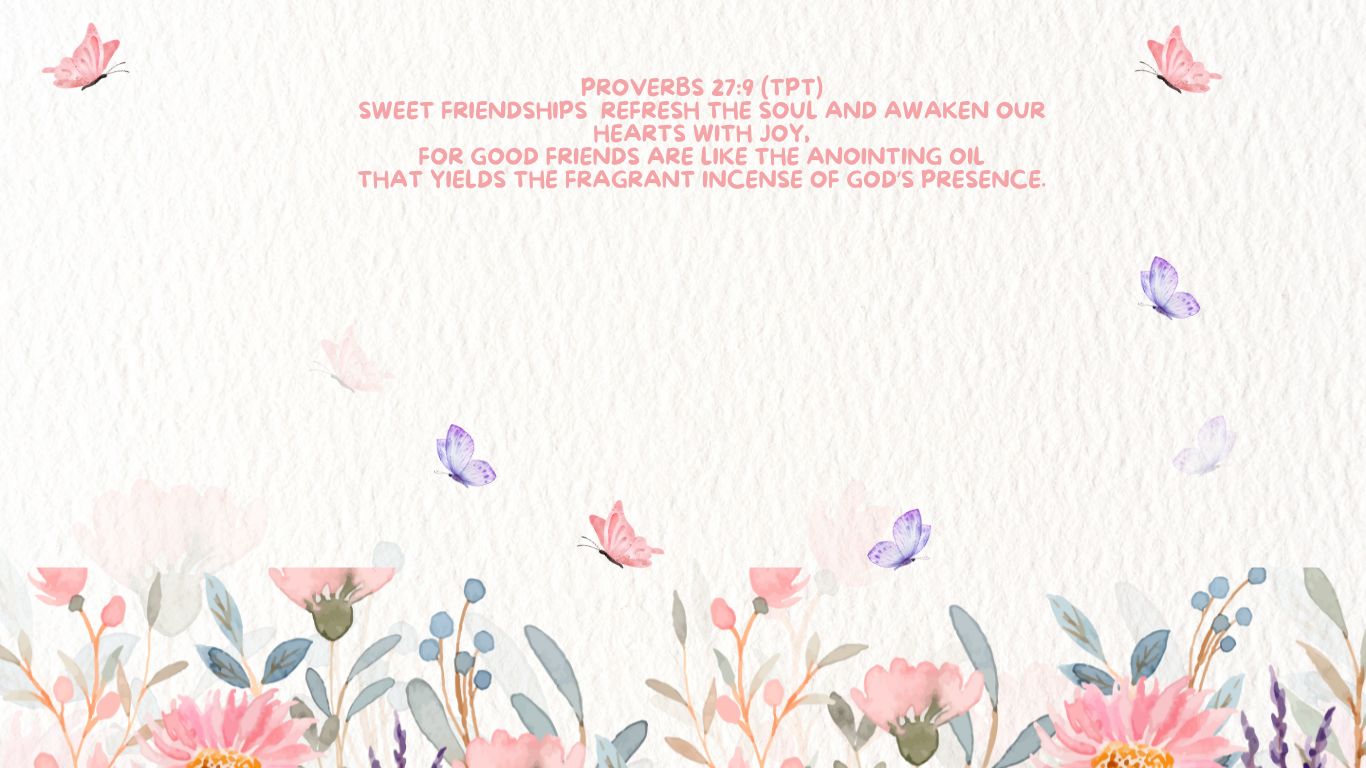 PROVERBS 27:9 (TPT)
SWEET FRIENDSHIPS  REFRESH THE SOUL AND AWAKEN OUR
HEARTS WITH JOY,
FOR GOOD FRIENDS ARE LIKE THE ANOINTING OIL
THAT YIELDS THE FRAGRANT INCENSE OF GOD'S PRESENCE.